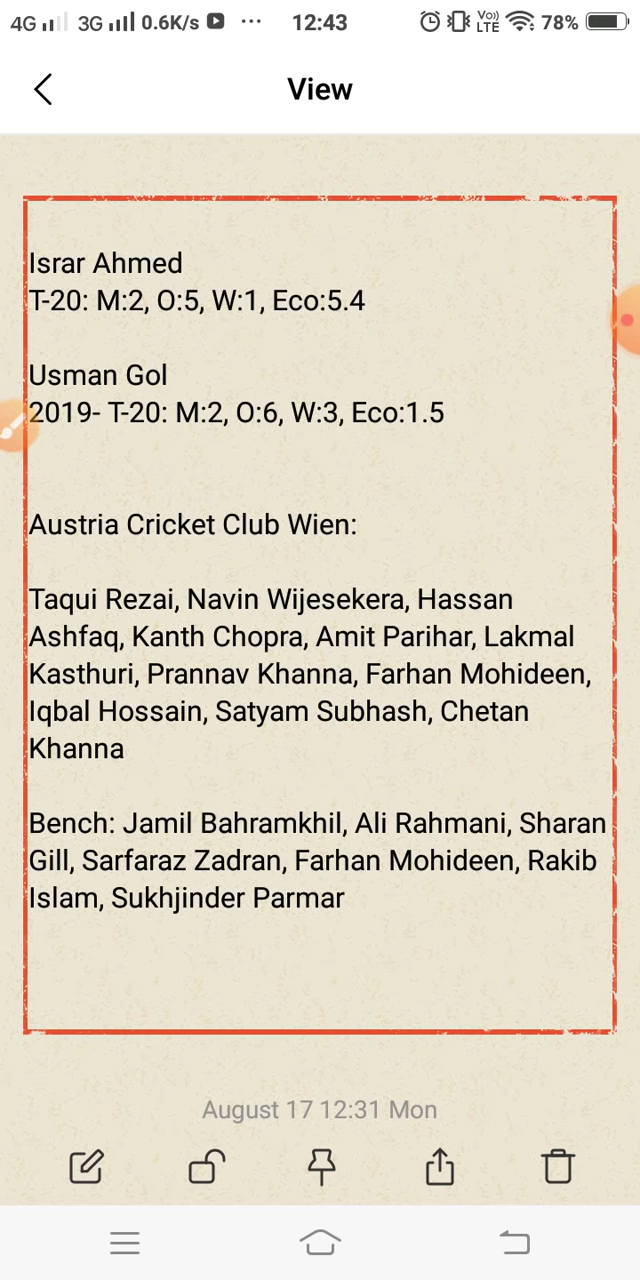 4G 3G 0.6K/s ... 12:43 Vo)) LTE 78%
View
Israr Ahmed
T-20: M:2, O:5, W:1, Eco:5.4
Usman Gol
2019- T-20: M:2, O:6, W:3, Eco:1.5
Austria Cricket Club Wien:
Taqui Rezai, Navin Wijesekera, Hassan
Ashfaq, Kanth Chopra, Amit Parihar, Lakmal
Kasthuri, Prannav Khanna, Farhan Mohideen,
Iqbal Hossain, Satyam Subhash, Chetan
Khanna
Bench: Jamil Bahramkhil, Ali Rahmani, Sharan
Gill, Sarfaraz Zadran, Farhan Mohideen, Rakib
Islam, Sukhjinder Parmar
August 17 12:31 Mon